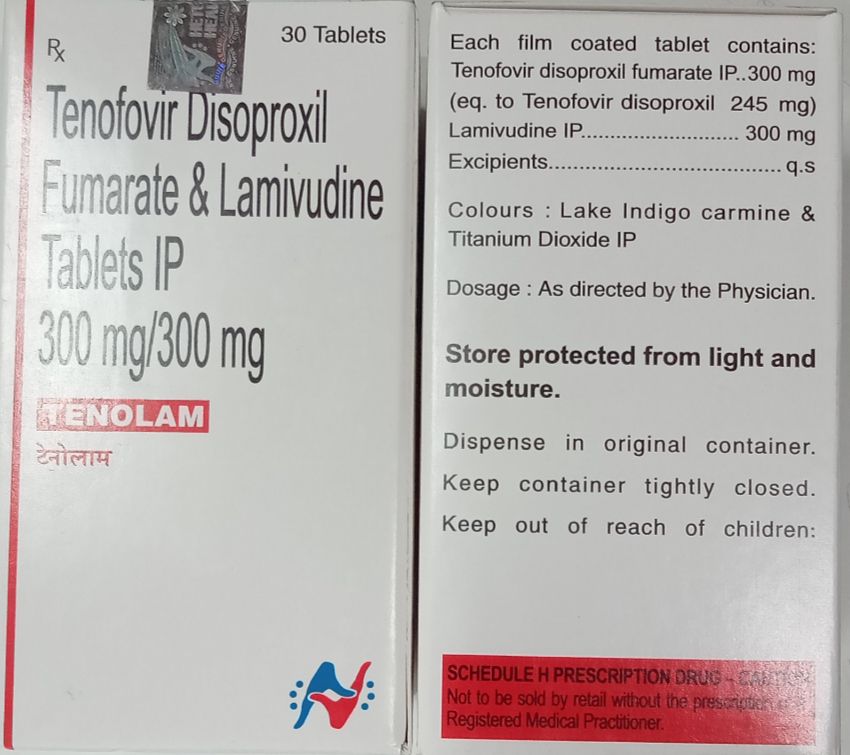 Rx
30 Tablets
Tenofovir Disoproxil
Fumarate & Lamivudine
Tablets IP
300 mg/300 mg
TENOLAM
टेनोलाम
Each film coated tablet contains:
Tenofovir disoproxil fumarate IP..300 mg
(eq. to Tenofovir disoproxil 245 mg)
Lamivudine IP.......................... 300 mg
Excipients..................................... q.s
Colours : Lake Indigo carmine &
Titanium Dioxide IP
Dosage : As directed by the Physician.
Store protected from light and
moisture.
Dispense in original container.
Keep container tightly closed.
Keep out of reach of children:
SCHEDULE H PRESCRIPTION DRUG - CAUTION
Not to be sold by retail without the prescription of a
Registered Medical Practitioner.